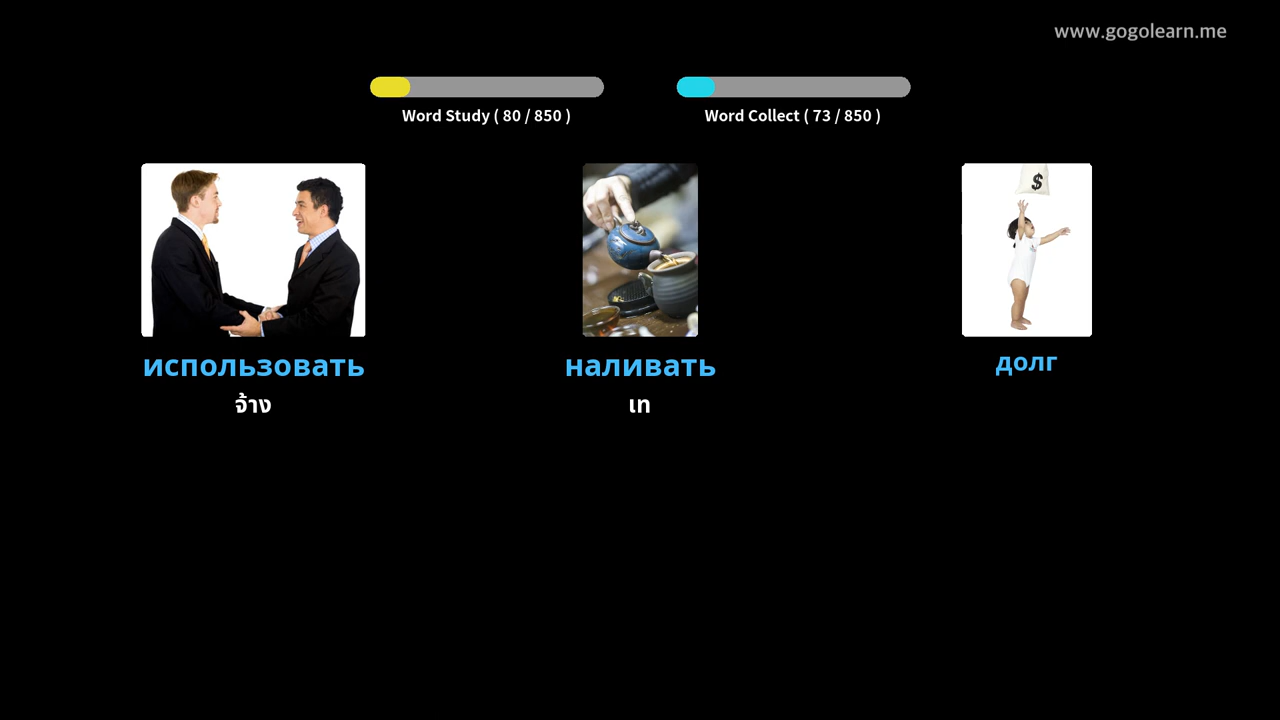 www.gogolearn.me
Word Study ( 80 / 850 )
Word Collect ( 73 / 850 )
$
использовать
наливать
долг
จ้าง
เท